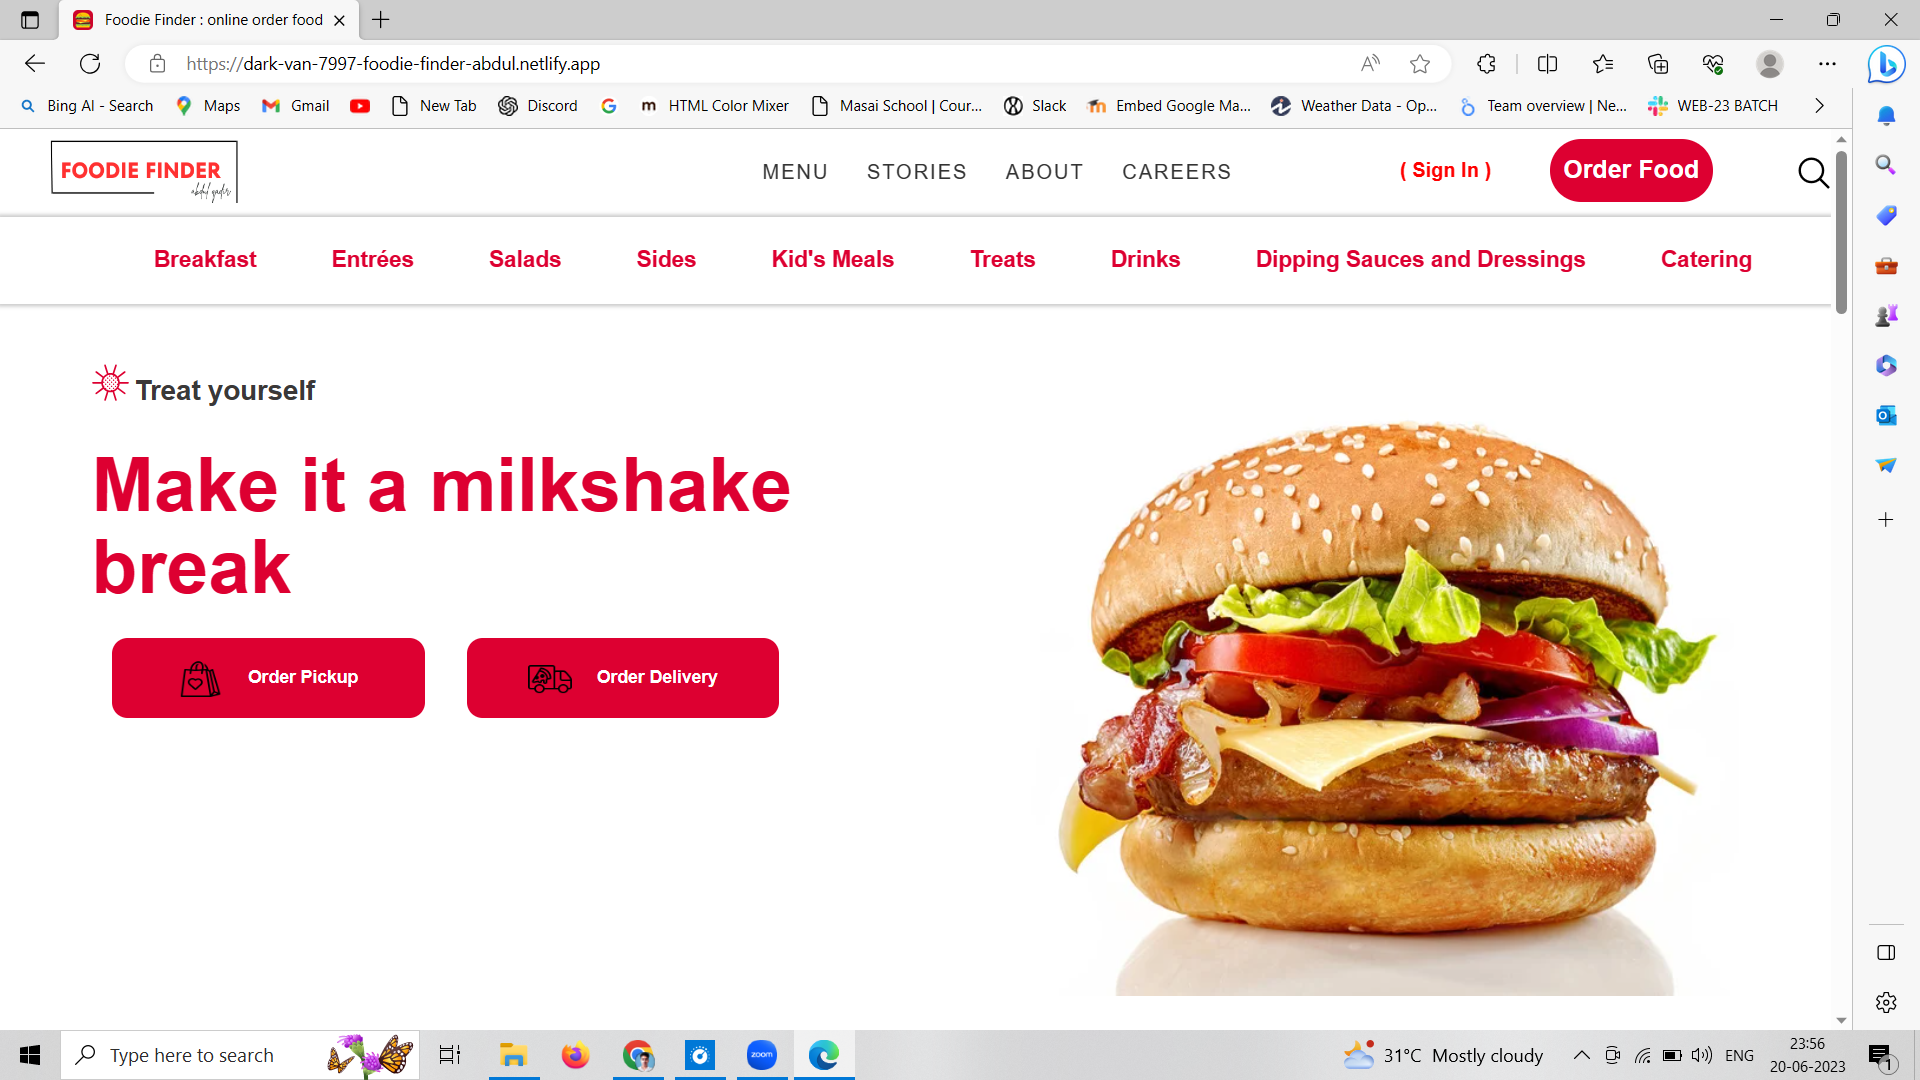 Foodie Finder : online order food
https://dark-van-7997-foodie-finder-abdul.netlify.app
Bing AI - Search
Maps
Gmail
New Tab
Discord
HTML Color Mixer
Masai School | Cour...
Slack
Embed Google Ma...
Weather Data - Op...
Team overview | Ne...
WEB-23 BATCH
FOODIE FINDER
abdul qadir
MENU
STORIES
ABOUT
CAREERS
( Sign In )
Order Food
Breakfast
Entrées
Salads
Sides
Kid's Meals
Treats
Drinks
Dipping Sauces and Dressings
Catering
Treat yourself
Make it a milkshake
break
Order Pickup
Order Delivery
Type here to search
zoom
31°C Mostly cloudy
ENG
23:56
20-06-2023
1